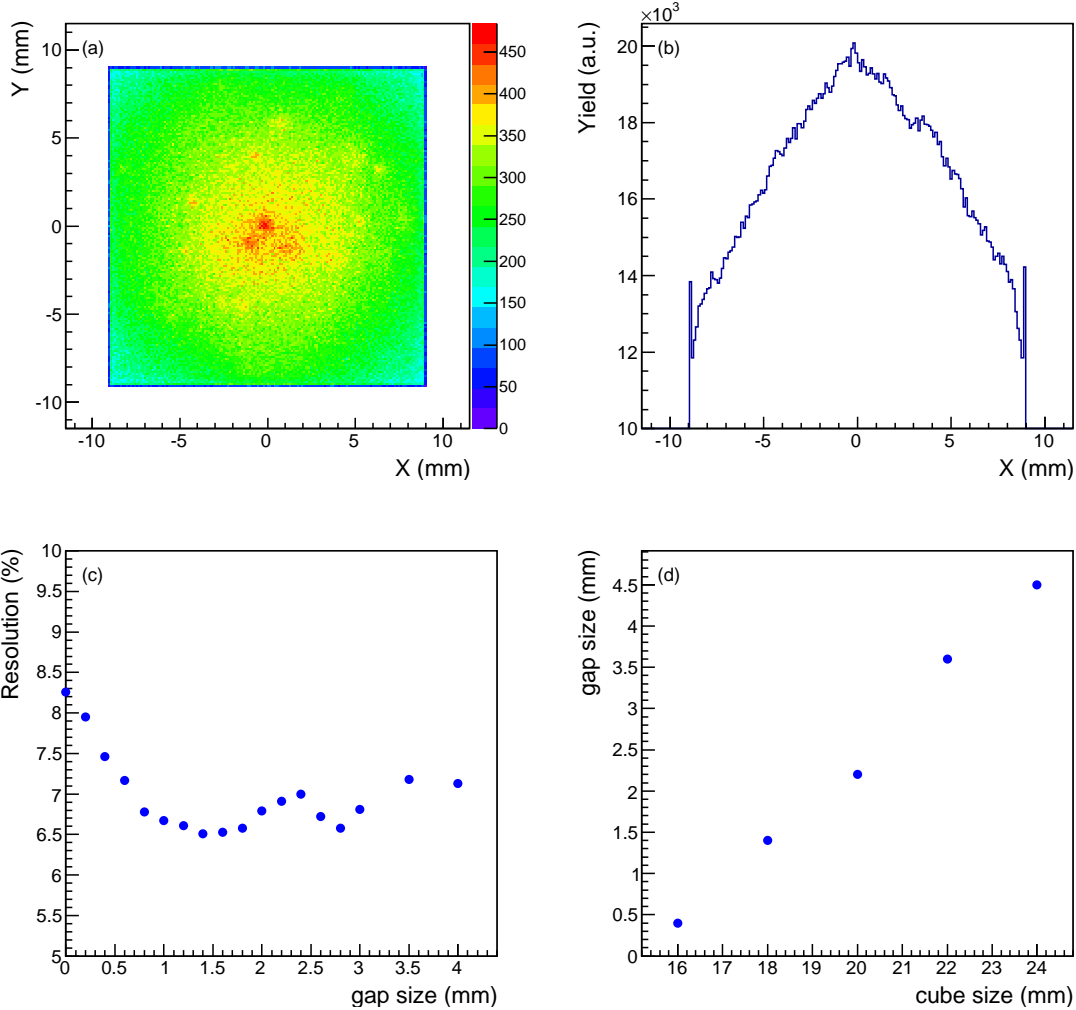 (a)
Y (mm)
10
5
0
-5
-10
-10 -5 0 5 10
X (mm)
450
400
350
300
250
200
150
100
50
0
×10³
(b)
Yield (a.u.)
20
18
16
14
12
10
-10 -5 0 5 10
X (mm)
(c)
Resolution (%)
10
9.5
9
8.5
8
7.5
7
6.5
6
5.5
5
0 0.5 1 1.5 2 2.5 3 3.5 4
gap size (mm)
(d)
gap size (mm)
4.5
4
3.5
3
2.5
2
1.5
1
0.5
0
16 17 18 19 20 21 22 23 24
cube size (mm)